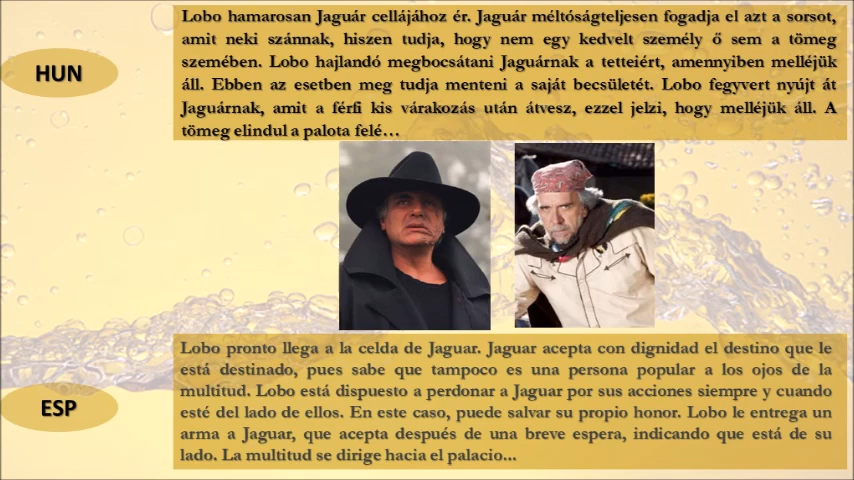 Lobo hamarosan Jaguár cellájához ér. Jaguár méltóságteljesen fogadja el azt a sorsot,
amit neki szánnak, hiszen tudja, hogy nem egy kedvelt személy ő sem a tömeg
szemében. Lobo hajlandó megbocsátani Jaguárnak a tetteiért, amennyiben melléjük
áll. Ebben az esetben meg tudja menteni a saját becsületét. Lobo fegyvert nyújt át
Jaguárnak, amit a férfi kis várakozás után átvesz, ezzel jelzi, hogy melléjük áll. A
tömeg elindul a palota felé…
HUN
Lobo pronto llega a la celda de Jaguar. Jaguar acepta con dignidad el destino que le
está destinado, pues sabe que tampoco es una persona popular a los ojos de la
multitud. Lobo está dispuesto a perdonar a Jaguar por sus acciones siempre y cuando
esté del lado de ellos. En este caso, puede salvar su propio honor. Lobo le entrega un
arma a Jaguar, que acepta después de una breve espera, indicando que está de su
lado. La multitud se dirige hacia el palacio...
ESP